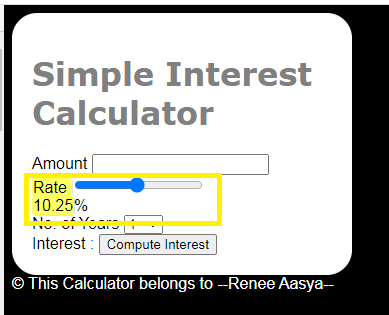 Simple Interest
Calculator
Amount
Rate
10.25%
No. of Years 1
Interest : Compute Interest
© This Calculator belongs to --Renee Aasya--